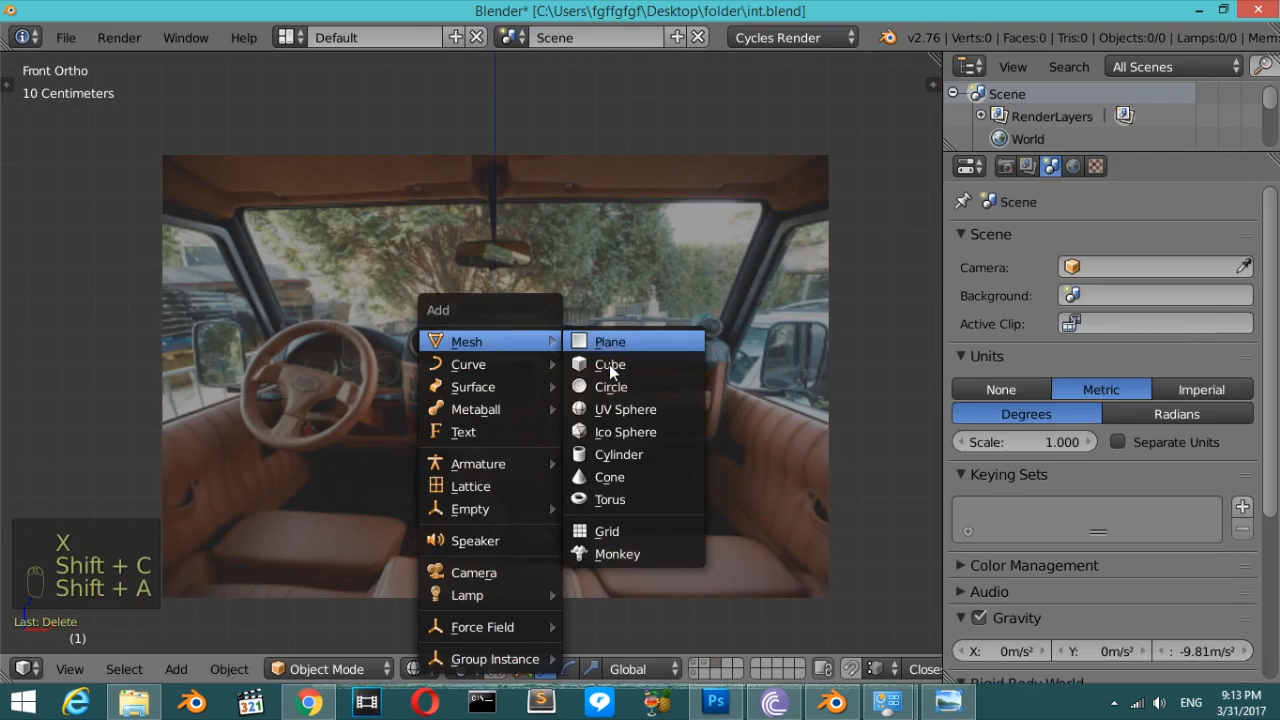 Blender* [C:\Users\fgffgfgf\Desktop\folder\int.blend]
File Render Window Help Default Scene Cycles Render v2.76 | Verts:0 | Faces:0 | Tris:0 | Objects:0/0 | Lamps:0/0 | Mem:
Front Ortho
10 Centimeters
View Search All Scenes
Scene
RenderLayers
World
Scene
Scene
Camera:
Background:
Active Clip:
Units
None Metric Imperial
Degrees Radians
Scale: 1.000 Separate Units
Keying Sets
Color Management
Audio
Gravity
X: 0m/s² Y: 0m/s² : -9.81m/s²
Add
Mesh
Curve
Surface
Metaball
Text
Armature
Lattice
Empty
Speaker
Camera
Lamp
Force Field
Group Instance
Plane
Cube
Circle
UV Sphere
Ico Sphere
Cylinder
Cone
Torus
Grid
Monkey
X
Shift + C
Shift + A
Last: Delete
(1)
View Select Add Object Object Mode Global Close
321
Ps
ENG
9:13 PM
3/31/2017